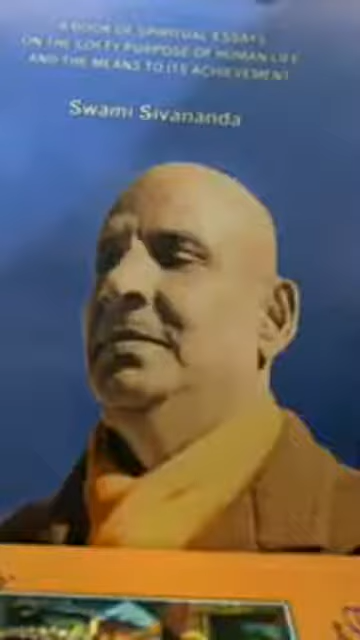 A BOOK OF SPIRITUAL ESSAYS
ON THE LOFTY PURPOSE OF HUMAN LIFE
AND THE MEANS TO ITS ACHIEVEMENT
Swami Sivananda